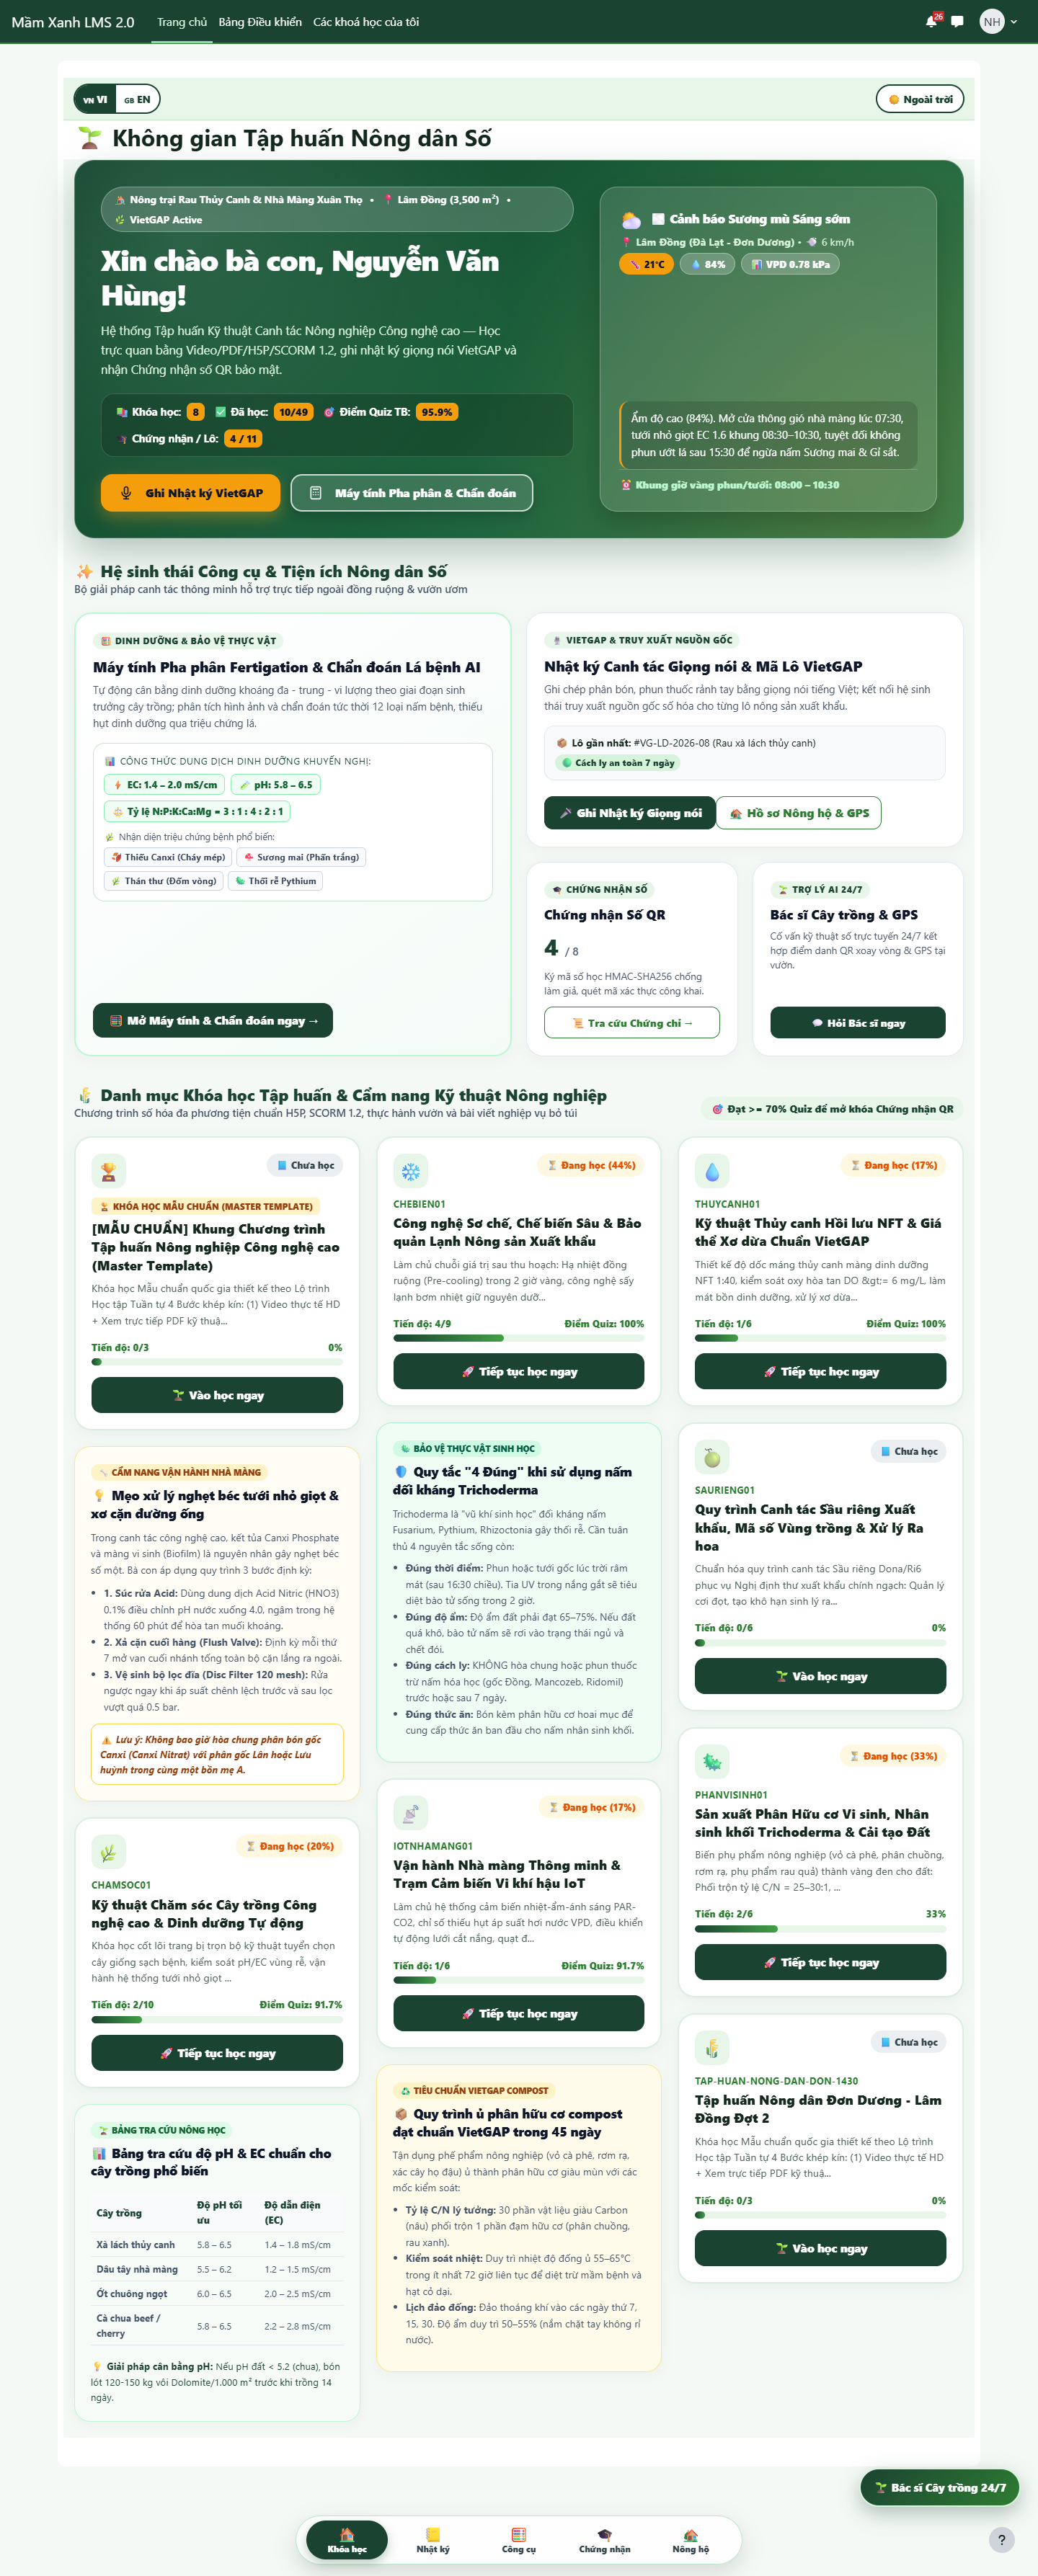 Mầm Xanh LMS 2.0
Trang chủ
Bảng Điều khiển
Các khoá học của tôi
26
NH
VN VI
GB EN
Ngoài trời
Không gian Tập huấn Nông dân Số
Nông trại Rau Thủy Canh & Nhà Màng Xuân Thọ • Lâm Đồng (3,500 m²) •
VietGAP Active
Xin chào bà con, Nguyễn Văn
Hùng!
Hệ thống Tập huấn Kỹ thuật Canh tác Nông nghiệp Công nghệ cao — Học
trực quan bằng Video/PDF/H5P/SCORM 1.2, ghi nhật ký giọng nói VietGAP và
nhận Chứng nhận số QR bảo mật.
Khóa học: 8 Đã học: 10/49 Điểm Quiz TB: 95.9%
Chứng nhận / Lô: 4 / 11
Ghi Nhật ký VietGAP
Máy tính Pha phân & Chẩn đoán
Cảnh báo Sương mù Sáng sớm
Lâm Đồng (Đà Lạt - Đơn Dương) • 6 km/h
21°C
84%
VPD 0.78 kPa
Ẩm độ cao (84%). Mở cửa thông gió nhà màng lúc 07:30,
tưới nhỏ giọt EC 1.6 khung 08:30–10:30, tuyệt đối không
phun ướt lá sau 15:30 để ngừa nấm Sương mai & Gỉ sắt.
Khung giờ vàng phun/tưới: 08:00 – 10:30
Hệ sinh thái Công cụ & Tiện ích Nông dân Số
Bộ giải pháp canh tác thông minh hỗ trợ trực tiếp ngoài đồng ruộng & vườn ươm
DINH DƯỠNG & BẢO VỆ THỰC VẬT
Máy tính Pha phân Fertigation & Chẩn đoán Lá bệnh AI
Tự động cân bằng dinh dưỡng khoáng đa - trung - vi lượng theo giai đoạn sinh
trưởng cây trồng; phân tích hình ảnh và chẩn đoán tức thời 12 loại nấm bệnh, thiếu
hụt dinh dưỡng qua triệu chứng lá.
CÔNG THỨC DUNG DỊCH DINH DƯỠNG KHUYẾN NGHỊ:
EC: 1.4 – 2.0 mS/cm
pH: 5.8 – 6.5
Tỷ lệ N:P:K:Ca:Mg = 3 : 1 : 4 : 2 : 1
Nhận diện triệu chứng bệnh phổ biến:
Thiếu Canxi (Cháy mép)
Sương mai (Phấn trắng)
Thán thư (Đốm vòng)
Thối rễ Pythium
Mở Máy tính & Chẩn đoán ngay →
VIETGAP & TRUY XUẤT NGUỒN GỐC
Nhật ký Canh tác Giọng nói & Mã Lô VietGAP
Ghi chép phân bón, phun thuốc rảnh tay bằng giọng nói tiếng Việt; kết nối hệ sinh
thái truy xuất nguồn gốc số hóa cho từng lô nông sản xuất khẩu.
Lô gần nhất: #VG-LD-2026-08 (Rau xà lách thủy canh)
Cách ly an toàn 7 ngày
Ghi Nhật ký Giọng nói
Hồ sơ Nông hộ & GPS
CHỨNG NHẬN SỐ
Chứng nhận Số QR
4 / 8
Ký mã số học HMAC-SHA256 chống
làm giả, quét mã xác thực công khai.
Tra cứu Chứng chỉ →
TRỢ LÝ AI 24/7
Bác sĩ Cây trồng & GPS
Cố vấn kỹ thuật số trực tuyến 24/7 kết
hợp điểm danh QR xoay vòng & GPS tại
vườn.
Hỏi Bác sĩ ngay
Danh mục Khóa học Tập huấn & Cẩm nang Kỹ thuật Nông nghiệp
Chương trình số hóa đa phương tiện chuẩn H5P, SCORM 1.2, thực hành vườn và bài viết nghiệp vụ bỏ túi
Đạt >= 70% Quiz để mở khóa Chứng nhận QR
Chưa học
KHÓA HỌC MẪU CHUẨN (MASTER TEMPLATE)
[MẪU CHUẨN] Khung Chương trình
Tập huấn Nông nghiệp Công nghệ cao
(Master Template)
Khóa học Mẫu chuẩn quốc gia thiết kế theo Lộ trình
Học tập Tuần tự 4 Bước khép kín: (1) Video thực tế HD
+ Xem trực tiếp PDF kỹ thuậ...
Tiến độ: 0/3
0%
Vào học ngay
CẨM NANG VẬN HÀNH NHÀ MÀNG
Mẹo xử lý nghẹt béc tưới nhỏ giọt &
xơ cặn đường ống
Trong canh tác công nghệ cao, kết tủa Canxi Phosphate
và màng vi sinh (Biofilm) là nguyên nhân gây nghẹt béc
số một. Bà con áp dụng quy trình 3 bước định kỳ:
• 1. Súc rửa Acid: Dùng dung dịch Acid Nitric (HNO3)
0.1% điều chỉnh pH nước xuống 4.0, ngâm trong hệ
thống 60 phút để hòa tan muối khoáng.
• 2. Xả cặn cuối hàng (Flush Valve): Định kỳ mỗi thứ
7 mở van cuối nhánh tống toàn bộ cặn lắng ra ngoài.
• 3. Vệ sinh bộ lọc đĩa (Disc Filter 120 mesh): Rửa
ngược ngay khi áp suất chênh lệch trước và sau lọc
vượt quá 0.5 bar.
Lưu ý: Không bao giờ hòa chung phân bón gốc
Canxi (Canxi Nitrat) với phân gốc Lân hoặc Lưu
huỳnh trong cùng một bồn mẹ A.
Đang học (20%)
CHAMSOC01
Kỹ thuật Chăm sóc Cây trồng Công
nghệ cao & Dinh dưỡng Tự động
Khóa học cốt lõi trang bị trọn bộ kỹ thuật tuyển chọn
cây giống sạch bệnh, kiểm soát pH/EC vùng rễ, vận
hành hệ thống tưới nhỏ giọt ...
Tiến độ: 2/10
Điểm Quiz: 91.7%
Tiếp tục học ngay
BẢNG TRA CỨU NÔNG HỌC
Bảng tra cứu độ pH & EC chuẩn cho
cây trồng phổ biến
Cây trồng
Độ pH tối
ưu
Độ dẫn điện
(EC)
Xà lách thủy canh 5.8 – 6.5 1.4 – 1.8 mS/cm
Dâu tây nhà màng 5.5 – 6.2 1.2 – 1.5 mS/cm
Ớt chuông ngọt 6.0 – 6.5 2.0 – 2.5 mS/cm
Cà chua beef /
cherry
5.8 – 6.5 2.2 – 2.8 mS/cm
Giải pháp cân bằng pH: Nếu pH đất < 5.2 (chua), bón
lót 120-150 kg vôi Dolomite/1.000 m² trước khi trồng 14
ngày.
Đang học (44%)
CHEBIEN01
Công nghệ Sơ chế, Chế biến Sâu & Bảo
quản Lạnh Nông sản Xuất khẩu
Làm chủ chuỗi giá trị sau thu hoạch: Hạ nhiệt đồng
ruộng (Pre-cooling) trong 2 giờ vàng, công nghệ sấy
lạnh bơm nhiệt giữ nguyên dưỡ...
Tiến độ: 4/9
Điểm Quiz: 100%
Tiếp tục học ngay
BẢO VỆ THỰC VẬT SINH HỌC
Quy tắc "4 Đúng" khi sử dụng nấm
đối kháng Trichoderma
Trichoderma là "vũ khí sinh học" đối kháng nấm
Fusarium, Pythium, Rhizoctonia gây thối rễ. Cần tuân
thủ 4 nguyên tắc sống còn:
• Đúng thời điểm: Phun hoặc tưới gốc lúc trời râm
mát (sau 16:30 chiều). Tia UV trong nắng gắt sẽ tiêu
diệt bào tử sống trong 2 giờ.
• Đúng độ ẩm: Độ ẩm đất phải đạt 65–75%. Nếu đất
quá khô, bào tử nấm sẽ rơi vào trạng thái ngủ và
chết đói.
• Đúng cách ly: KHÔNG hòa chung hoặc phun thuốc
trừ nấm hóa học (gốc Đồng, Mancozeb, Ridomil)
trước hoặc sau 7 ngày.
• Đúng thức ăn: Bón kèm phân hữu cơ hoai mục để
cung cấp thức ăn ban đầu cho nấm nhân sinh khối.
Đang học (17%)
IOTNHAMANG01
Vận hành Nhà màng Thông minh &
Trạm Cảm biến Vi khí hậu IoT
Làm chủ hệ thống cảm biến nhiệt-ẩm-ánh sáng PAR-
CO2, chỉ số thiếu hụt áp suất hơi nước VPD, điều khiển
tự động lưới cắt nắng, quạt đ...
Tiến độ: 1/6
Điểm Quiz: 91.7%
Tiếp tục học ngay
TIÊU CHUẨN VIETGAP COMPOST
Quy trình ủ phân hữu cơ compost
đạt chuẩn VietGAP trong 45 ngày
Tận dụng phế phẩm nông nghiệp (vỏ cà phê, rơm rạ,
xác cây họ đậu) ủ thành phân hữu cơ giàu mùn với các
mốc kiểm soát:
• Tỷ lệ C/N lý tưởng: 30 phần vật liệu giàu Carbon
(nâu) phối trộn 1 phần đạm hữu cơ (phân chuồng,
rau xanh).
• Kiểm soát nhiệt: Duy trì nhiệt độ đống ủ 55–65°C
trong ít nhất 72 giờ liên tục để diệt trừ mầm bệnh và
hạt cỏ dại.
• Lịch đảo đống: Đảo thoáng khí vào các ngày thứ 7,
15, 30. Độ ẩm duy trì 50–55% (nắm chặt tay không rỉ
nước).
Đang học (17%)
THUYCANH01
Kỹ thuật Thủy canh Hồi lưu NFT & Giá
thể Xơ dừa Chuẩn VietGAP
Thiết kế độ dốc máng thủy canh màng dinh dưỡng
NFT 1:40, kiểm soát oxy hòa tan DO &gt;= 6 mg/L, làm
mát bồn dinh dưỡng, xử lý xơ dừa...
Tiến độ: 1/6
Điểm Quiz: 100%
Tiếp tục học ngay
Chưa học
SAURIENG01
Quy trình Canh tác Sầu riêng Xuất
khẩu, Mã số Vùng trồng & Xử lý Ra
hoa
Chuẩn hóa quy trình canh tác Sầu riêng Dona/Ri6
phục vụ Nghị định thư xuất khẩu chính ngạch: Quản lý
cơi đọt, tạo khô hạn sinh lý ra...
Tiến độ: 0/6
0%
Vào học ngay
Đang học (33%)
PHANVISINH01
Sản xuất Phân Hữu cơ Vi sinh, Nhân
sinh khối Trichoderma & Cải tạo Đất
Biến phụ phẩm nông nghiệp (vỏ cà phê, phân chuồng,
rơm rạ, phụ phẩm rau quả) thành vàng đen cho đất:
Phối trộn tỷ lệ C/N = 25–30:1, ...
Tiến độ: 2/6
33%
Tiếp tục học ngay
Chưa học
TAP-HUAN-NONG-DAN-DON-1430
Tập huấn Nông dân Đơn Dương - Lâm
Đồng Đợt 2
Khóa học Mẫu chuẩn quốc gia thiết kế theo Lộ trình
Học tập Tuần tự 4 Bước khép kín: (1) Video thực tế HD
+ Xem trực tiếp PDF kỹ thuậ...
Tiến độ: 0/3
0%
Vào học ngay
Bác sĩ Cây trồng 24/7
Khóa học
Nhật ký
Công cụ
Chứng nhận
Nông hộ
?